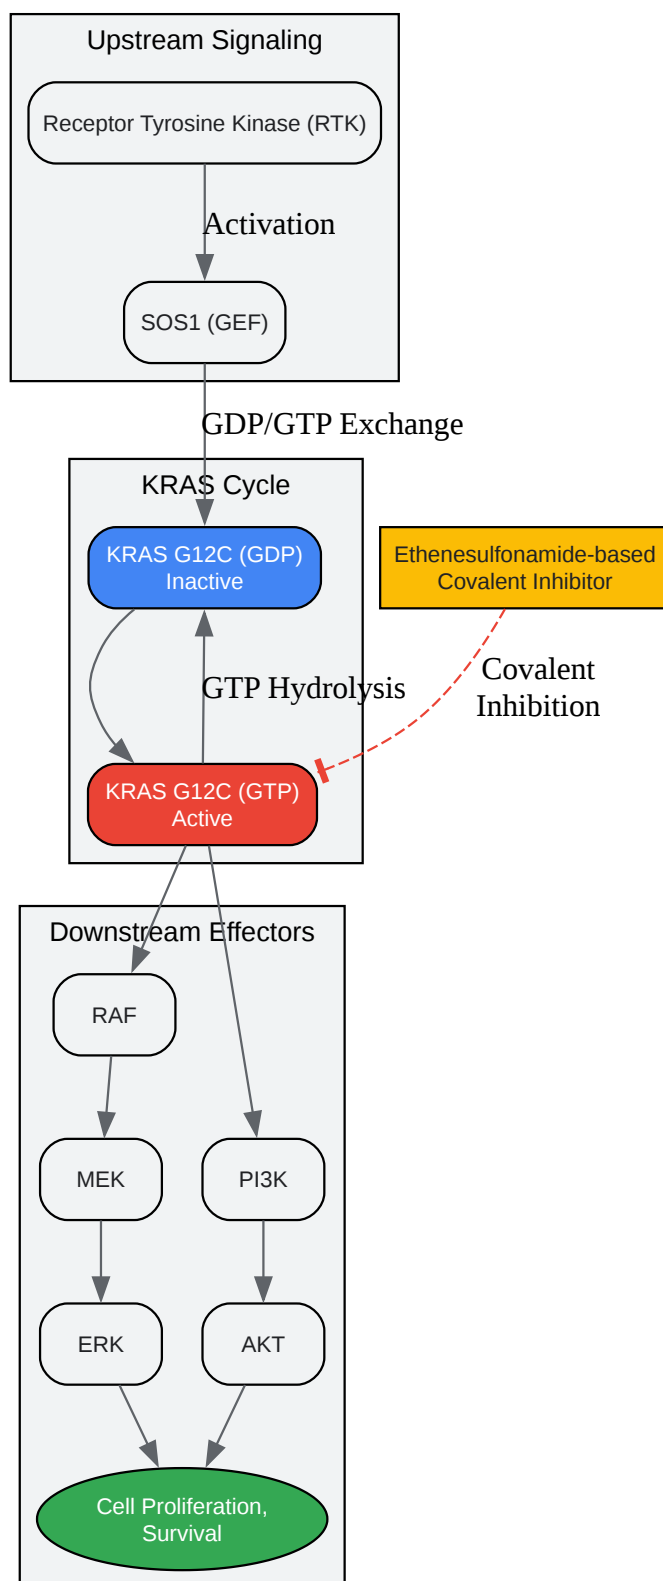 Upstream Signaling
Receptor Tyrosine Kinase (RTK)
Activation
SOS1 (GEF)
GDP/GTP Exchange
KRAS Cycle
KRAS G12C (GDP)
Inactive
Ethenesulfonamide-based
Covalent Inhibitor
GTP Hydrolysis
Covalent
Inhibition
KRAS G12C (GTP)
Active
Downstream Effectors
RAF
MEK
PI3K
ERK
AKT
Cell Proliferation,
Survival